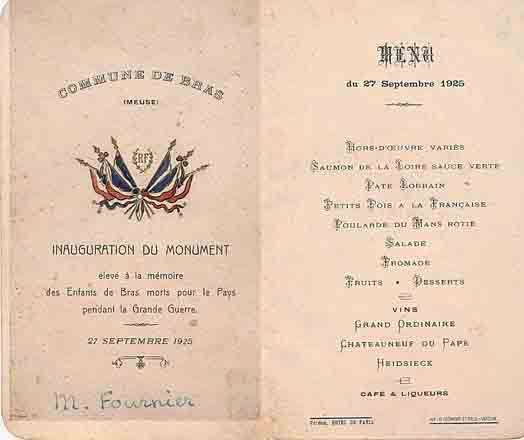 COMMUNE DE BRAS
(MEUSE)
RF
INAUGURATION DU MONUMENT
élevé à la mémoire
des Enfants de Bras morts pour le Pays
pendant la Grande Guerre.
27 SEPTEMBRE 1925
M. Fournier
MENU
du 27 Septembre 1925
HORS-D'ŒUVRE VARIÉS
SAUMON DE LA LOIRE SAUCE VERTE
PATE LORRAIN
PETITS POIS A LA FRANÇAISE
POULARDE DU MANS ROTIE
SALADE
FROMAGE
FRUITS • DESSERTS
VINS
GRAND ORDINAIRE
CHATEAUNEUF DU PAPE
HEIDSIECK
CAFÉ & LIQUEURS